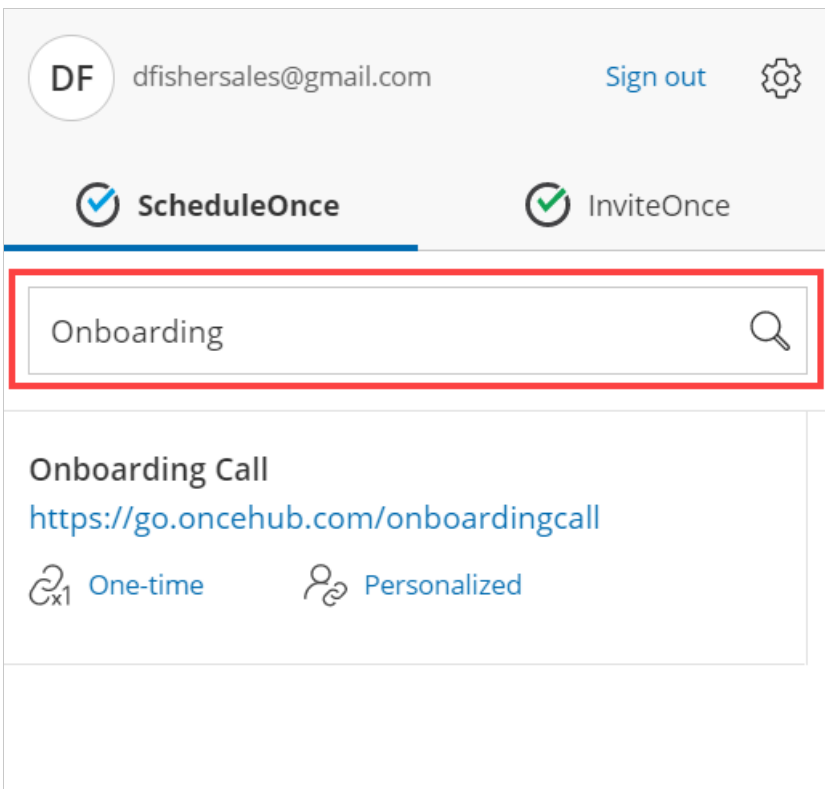 DF dfishersales@gmail.com Sign out
ScheduleOnce InviteOnce
Onboarding
Onboarding Call
https://go.oncehub.com/onboardingcall
x1 One-time Personalized